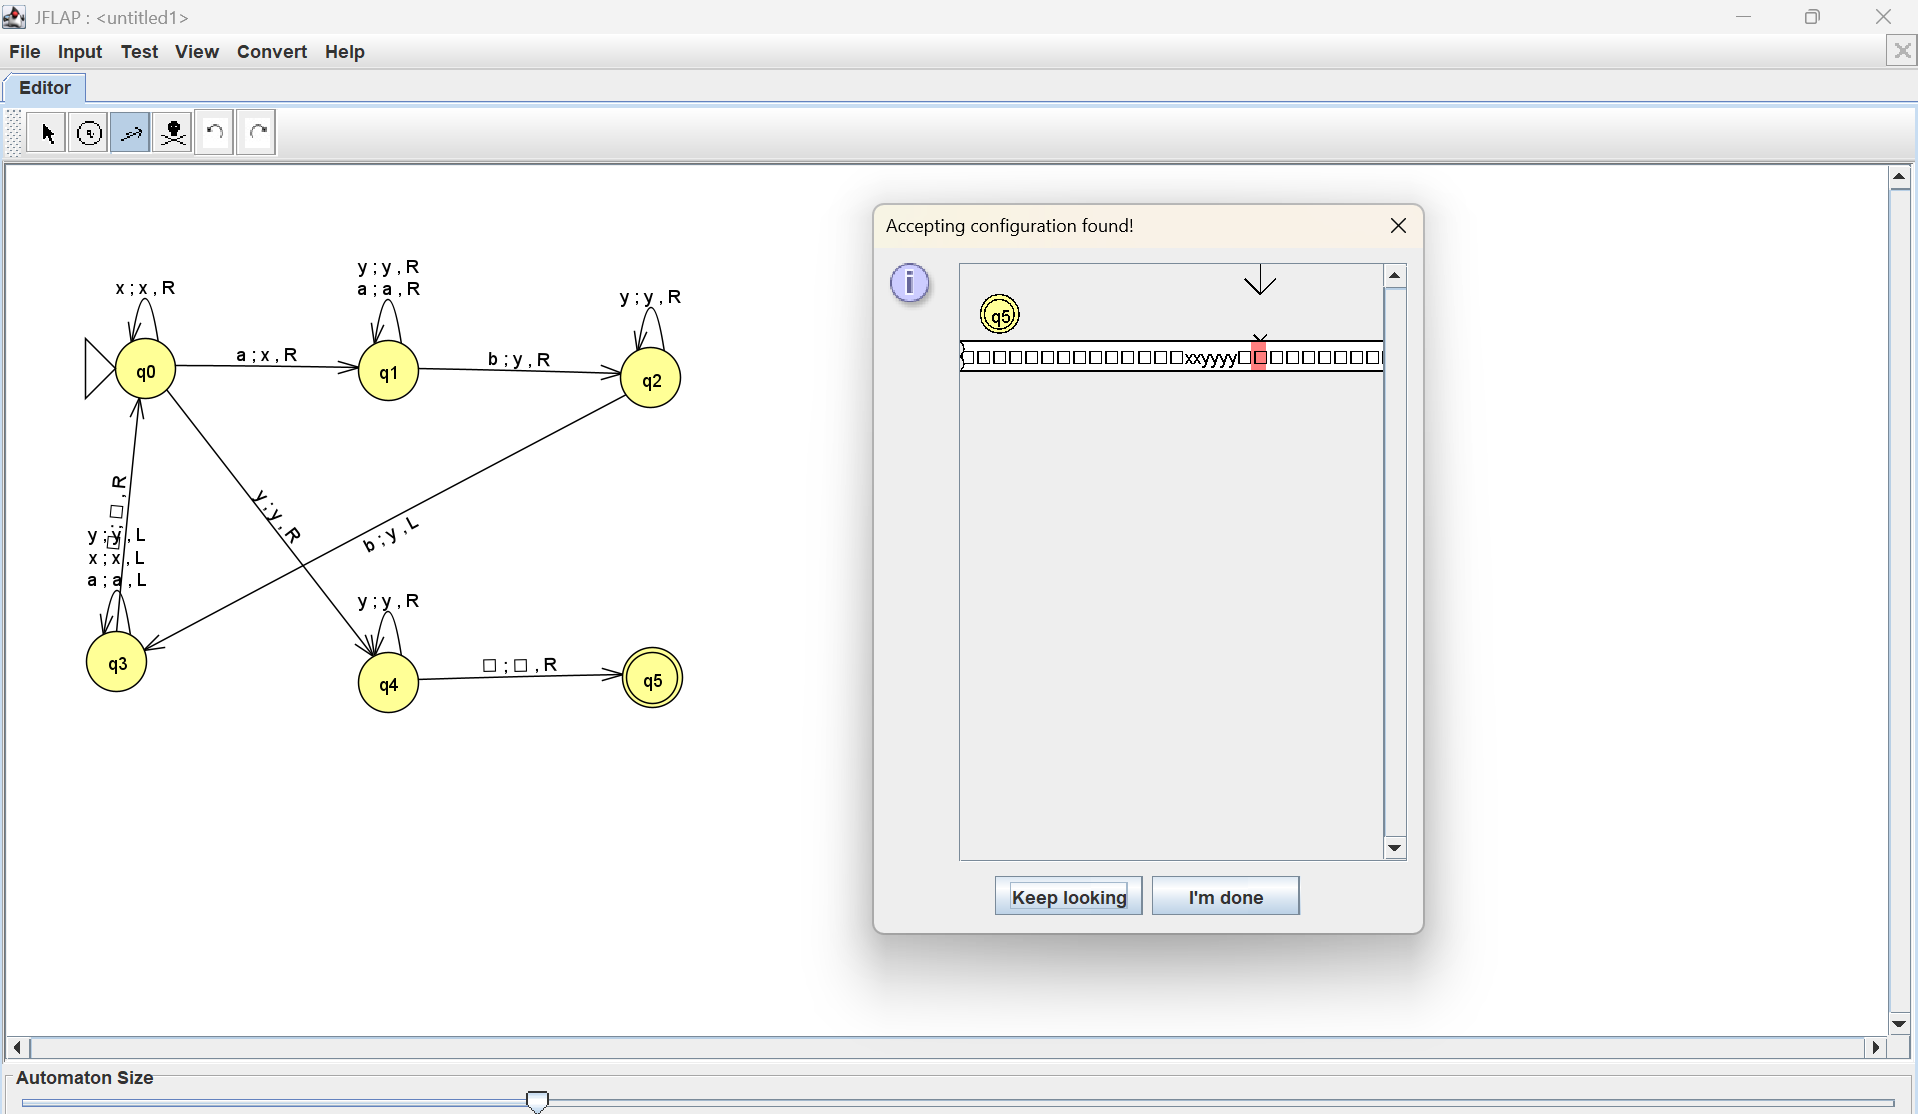 JFLAP : <untitled1>
File Input Test View Convert Help
Editor
x ; x , R
y ; y , R
a ; a , R
y ; y , R
q0
a ; x , R
q1
b ; y , R
q2
y ; y , R
b ; y , L
□ ; □ , R
y ; y , L
x ; x , L
a ; a , L
q3
y ; y , R
q4
□ ; □ , R
q5
Accepting configuration found!
i
q5
□□□□□□□□□□□□□□xxyyyy□□□□□□□□□
Keep looking
I'm done
Automaton Size